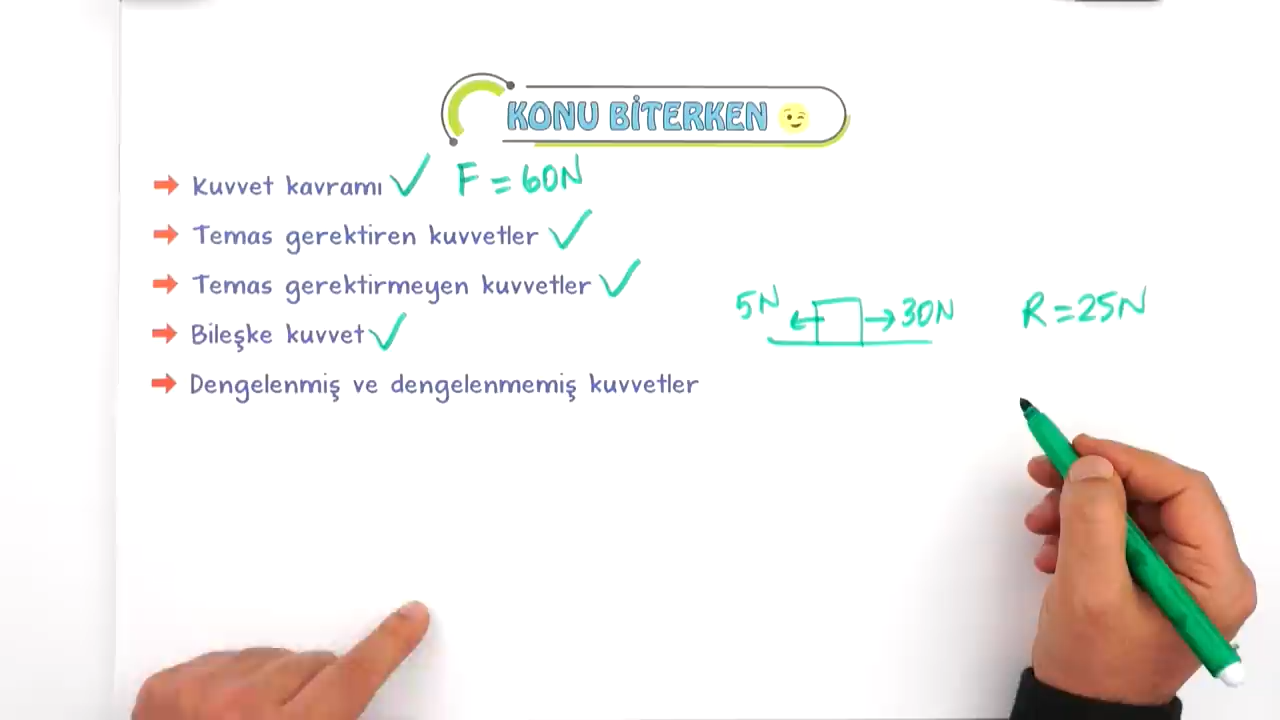 KONU BİTERKEN
Kuvvet kavramı F = 60N
Temas gerektiren kuvvetler
Temas gerektirmeyen kuvvetler
5N 30N R = 25N
Bileşke kuvvet
Dengelenmiş ve dengelenmemiş kuvvetler